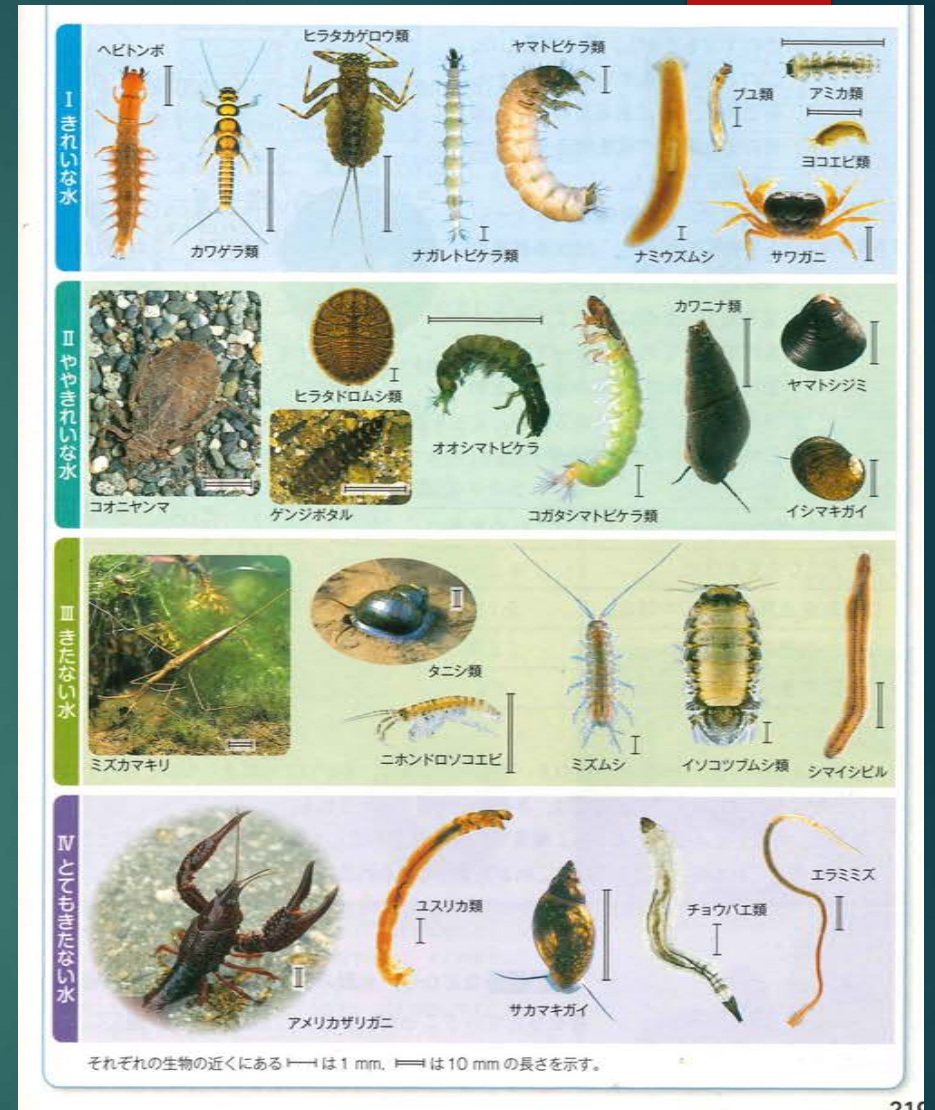 Ⅰ きれいな水
ヘビトンボ
カワゲラ類
ヒラタカゲロウ類
ナガレトビケラ類
ヤマトビケラ類
ナミウズムシ
ブユ類
アミカ類
ヨコエビ類
サワガニ
Ⅱ ややきれいな水
コオニヤンマ
ヒラタドロムシ類
ゲンジボタル
オオシマトビケラ
コガタシマトビケラ類
カワニナ類
ヤマトシジミ
イシマキガイ
Ⅲ きたない水
ミズカマキリ
タニシ類
ニホンドロソコエビ
ミズムシ
イソコツブムシ類
シマイシビル
Ⅳ とてもきたない水
アメリカザリガニ
ユスリカ類
サカマキガイ
チョウバエ類
エラミミズ
それぞれの生物の近くにある は1 mm, は10 mm の長さを示す。